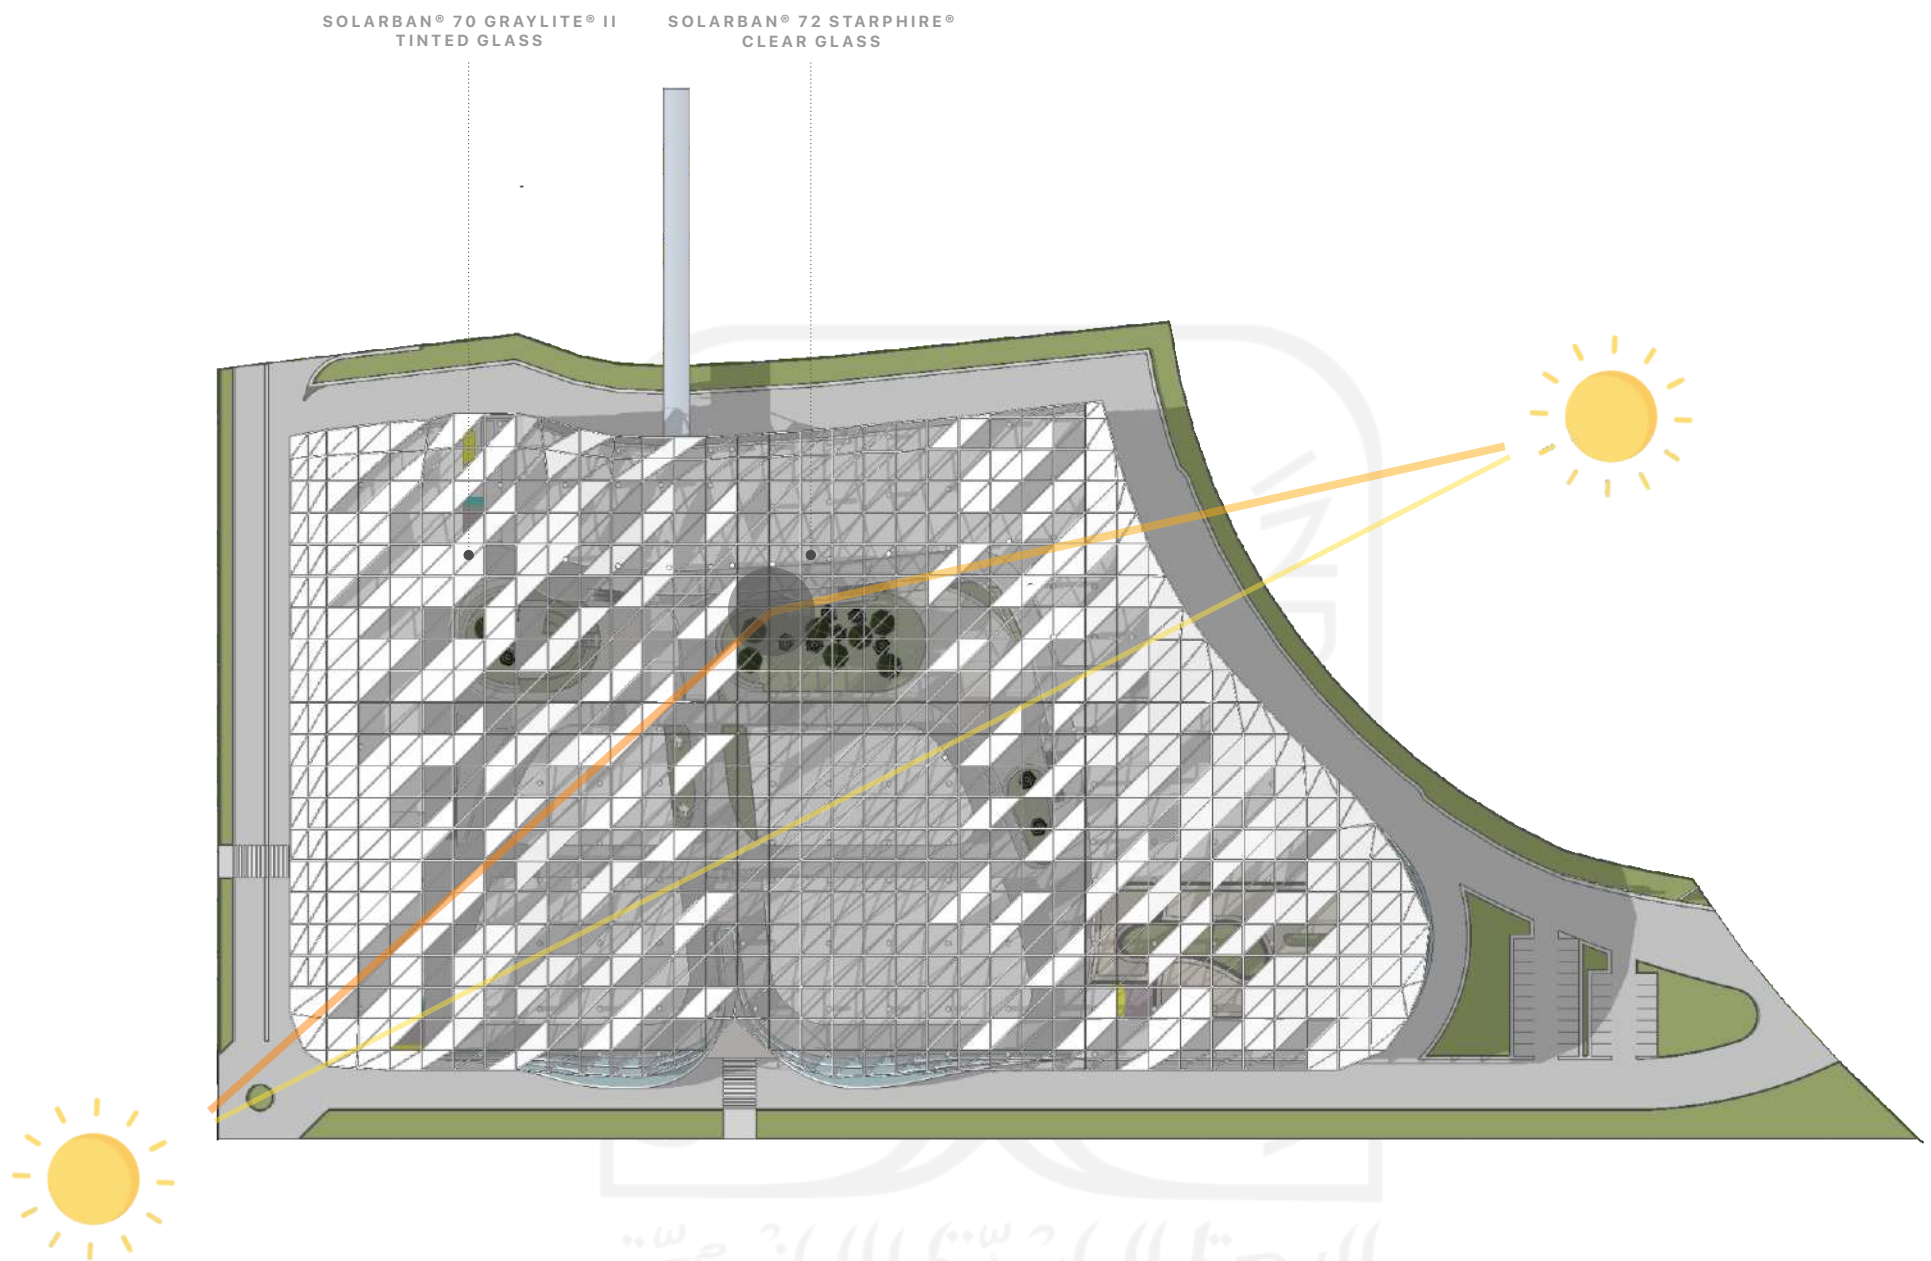 SOLARBAN® 70 GRAYLITE® II
TINTED GLASS
SOLARBAN® 72 STARPHIRE®
CLEAR GLASS